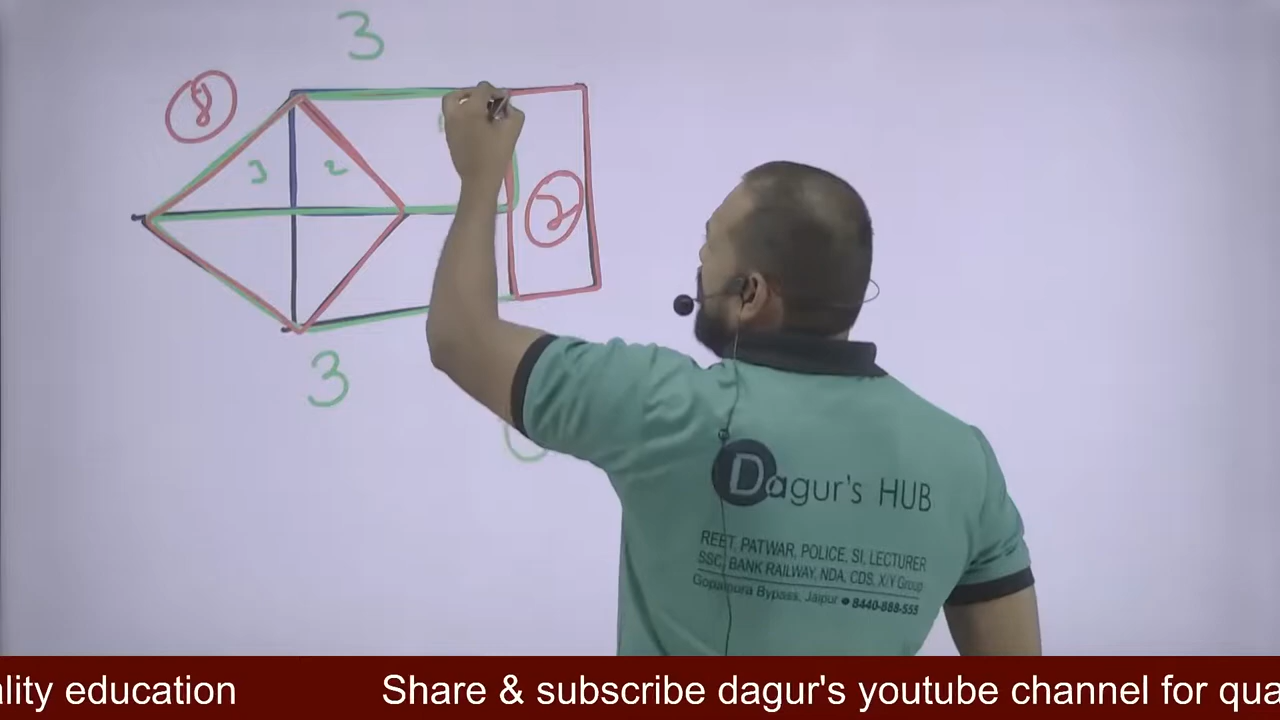 3
8
3 2
2
3
Dagur's HUB
REET, PATWAR, POLICE, SI, LECTURER
SSC, BANK RAILWAY, NDA, CDS, X/Y Group
Gopalpura Bypass, Jaipur ● 8440-888-555
ality education Share & subscribe dagur's youtube channel for qua